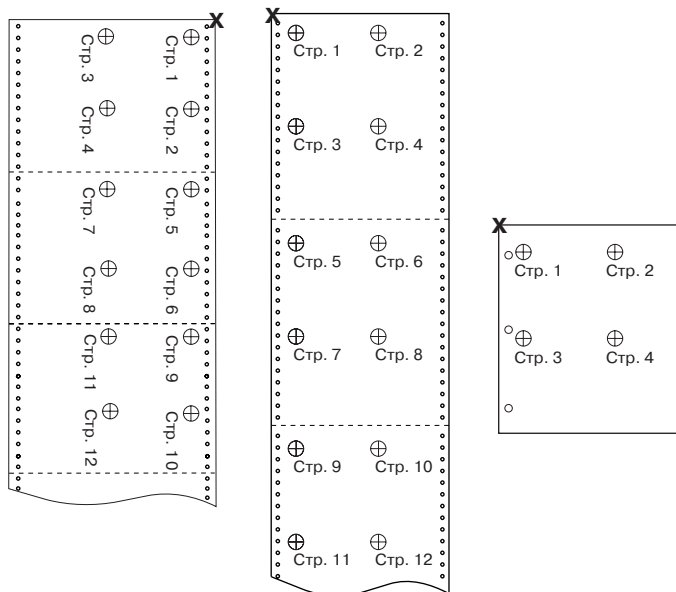 X
Стр. 1
Стр. 3
Стр. 2
Стр. 4
Стр. 5
Стр. 7
Стр. 6
Стр. 8
Стр. 9
Стр. 11
Стр. 10
Стр. 12
X
Стр. 1 Стр. 2
Стр. 3 Стр. 4
Стр. 5 Стр. 6
Стр. 7 Стр. 8
Стр. 9 Стр. 10
Стр. 11 Стр. 12
X
Стр. 1 Стр. 2
Стр. 3 Стр. 4